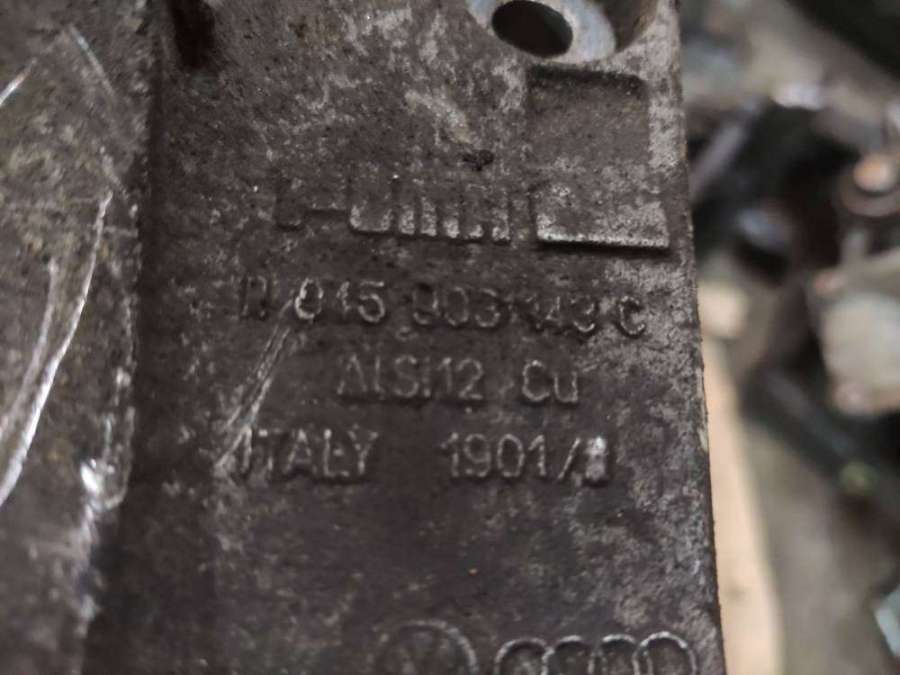 045 903 143 C
AlSi12 Cu
ITALY 1901/